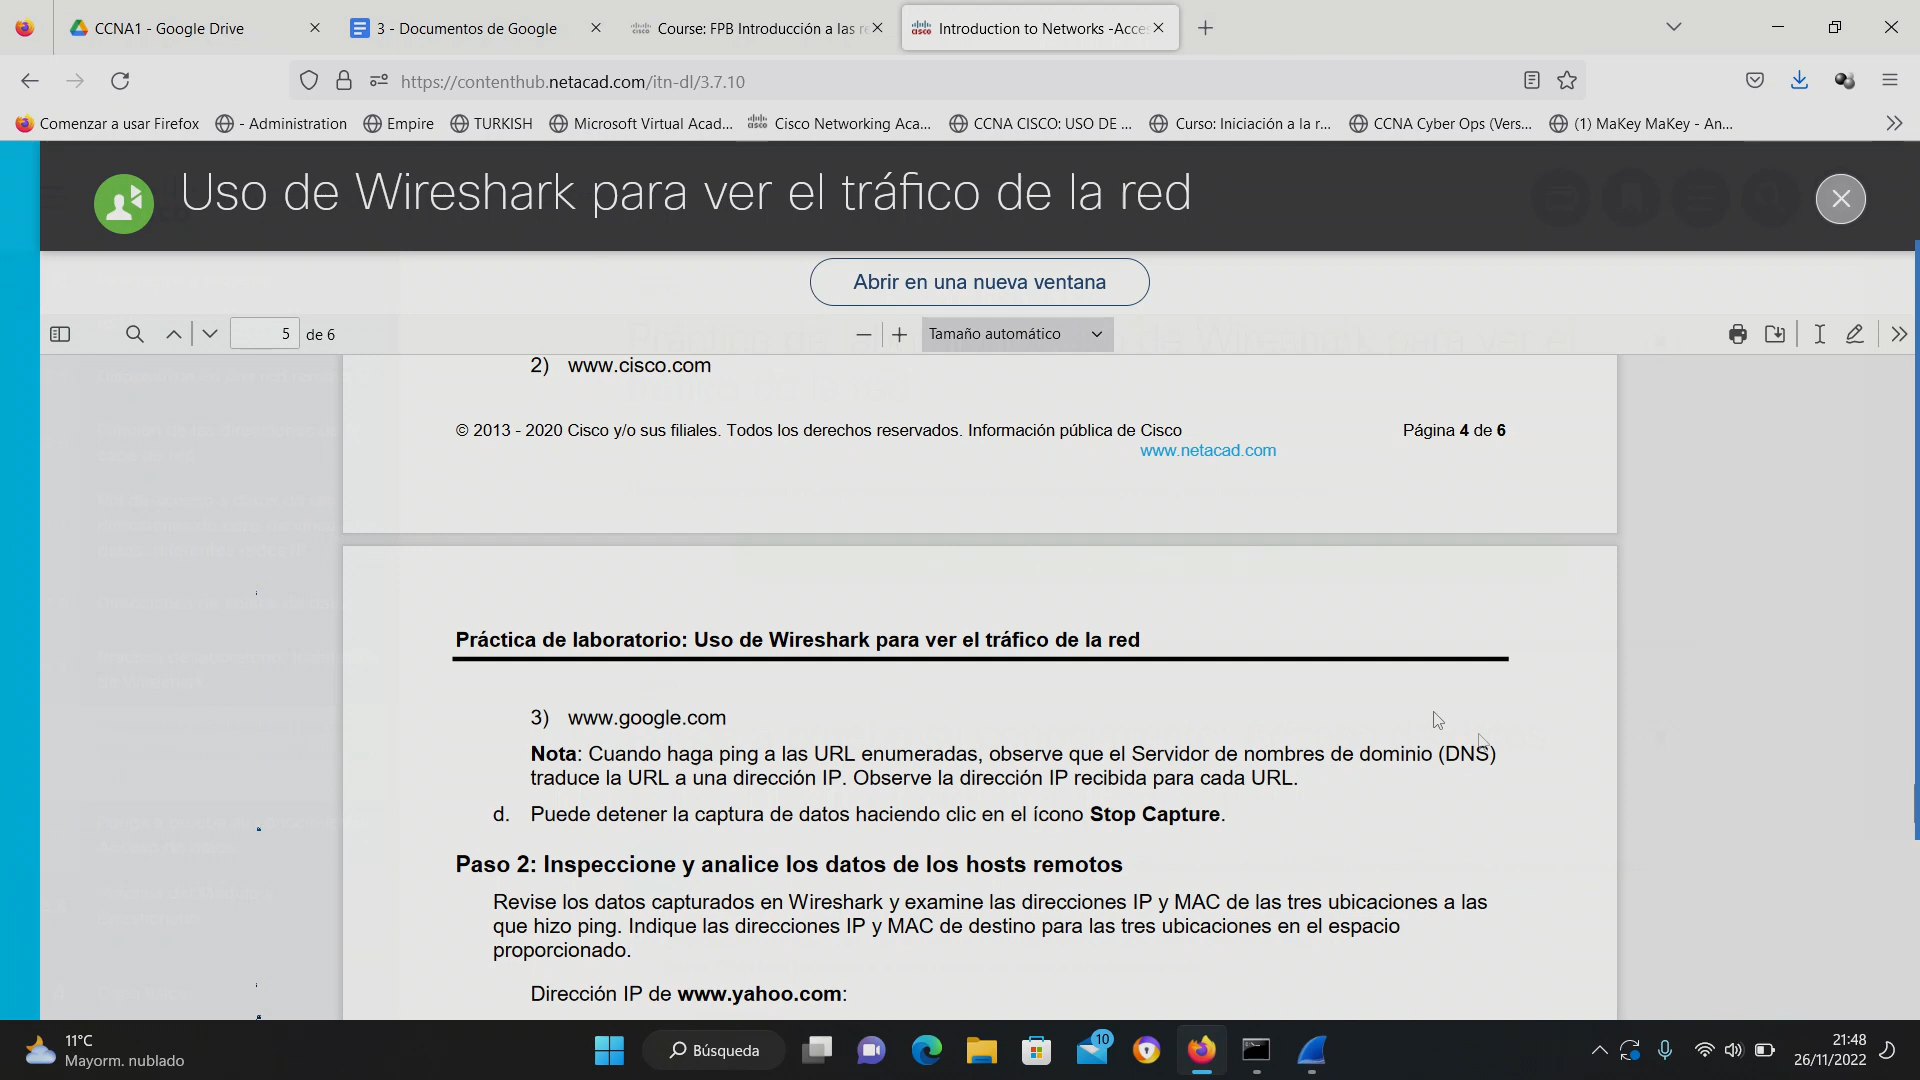 CCNA1 - Google Drive
3 - Documentos de Google
Course: FPB Introducción a las re
Introduction to Networks -Acces
https://contenthub.netacad.com/itn-dl/3.7.10
Comenzar a usar Firefox
- Administration
Empire
TURKISH
Microsoft Virtual Acad...
Cisco Networking Aca...
CCNA CISCO: USO DE ...
Curso: Iniciación a la r...
CCNA Cyber Ops (Vers...
(1) MaKey MaKey - An...
Uso de Wireshark para ver el tráfico de la red
Abrir en una nueva ventana
5 de 6
Tamaño automático
2) www.cisco.com
© 2013 - 2020 Cisco y/o sus filiales. Todos los derechos reservados. Información pública de Cisco
Página 4 de 6
www.netacad.com
Práctica de laboratorio: Uso de Wireshark para ver el tráfico de la red
3) www.google.com
Nota: Cuando haga ping a las URL enumeradas, observe que el Servidor de nombres de dominio (DNS)
traduce la URL a una dirección IP. Observe la dirección IP recibida para cada URL.
d. Puede detener la captura de datos haciendo clic en el ícono Stop Capture.
Paso 2: Inspeccione y analice los datos de los hosts remotos
Revise los datos capturados en Wireshark y examine las direcciones IP y MAC de las tres ubicaciones a las
que hizo ping. Indique las direcciones IP y MAC de destino para las tres ubicaciones en el espacio
proporcionado.
Dirección IP de www.yahoo.com:
11°C
Mayorm. nublado
Búsqueda
10
21:48
26/11/2022